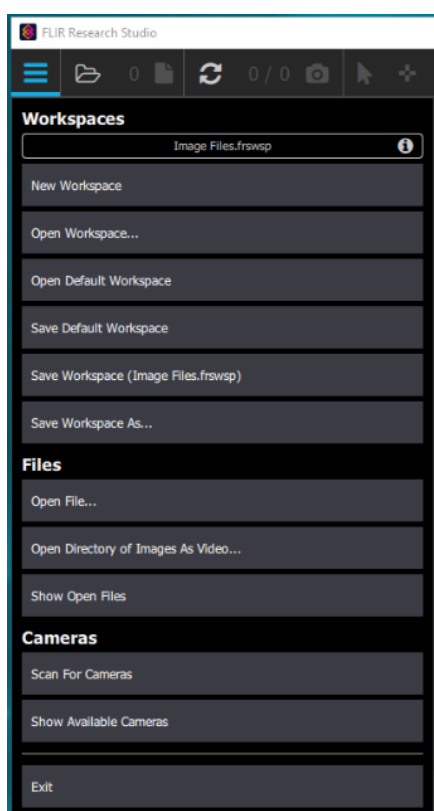 FLIR Research Studio
0 0 / 0
Workspaces
Image Files.frswsp
New Workspace
Open Workspace...
Open Default Workspace
Save Default Workspace
Save Workspace (Image Files.frswsp)
Save Workspace As...
Files
Open File...
Open Directory of Images As Video...
Show Open Files
Cameras
Scan For Cameras
Show Available Cameras
Exit